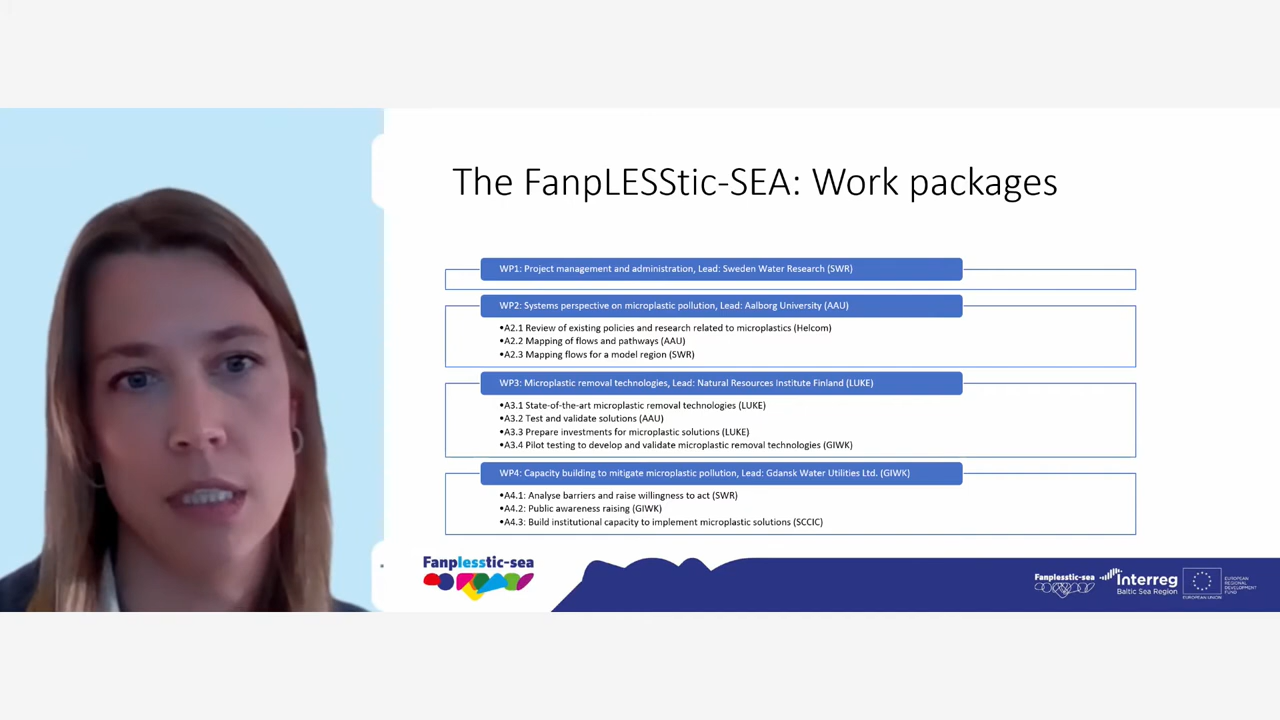 The FanpLESStic-SEA: Work packages
WP1: Project management and administration, Lead: Sweden Water Research (SWR)
WP2: Systems perspective on microplastic pollution, Lead: Aalborg University (AAU)
•A2.1 Review of existing policies and research related to microplastics (Helcom)
•A2.2 Mapping of flows and pathways (AAU)
•A2.3 Mapping flows for a model region (SWR)
WP3: Microplastic removal technologies, Lead: Natural Resources Institute Finland (LUKE)
•A3.1 State-of-the-art microplastic removal technologies (LUKE)
•A3.2 Test and validate solutions (AAU)
•A3.3 Prepare investments for microplastic solutions (LUKE)
•A3.4 Pilot testing to develop and validate microplastic removal technologies (GIWK)
WP4: Capacity building to mitigate microplastic pollution, Lead: Gdansk Water Utilities Ltd. (GIWK)
•A4.1: Analyse barriers and raise willingness to act (SWR)
•A4.2: Public awareness raising (GIWK)
•A4.3: Build institutional capacity to implement microplastic solutions (SCCIC)
Fanplesstic-sea
Fanplesstic-sea
Interreg
Baltic Sea Region
EUROPEAN UNION
EUROPEAN
REGIONAL
DEVELOPMENT
FUND